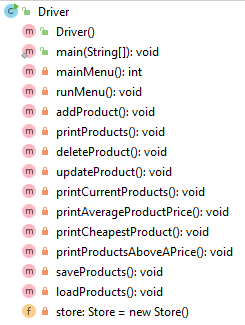 Driver
Driver()
main(String[]): void
mainMenu(): int
runMenu(): void
addProduct(): void
printProducts(): void
deleteProduct(): void
updateProduct(): void
printCurrentProducts(): void
printAverageProductPrice(): void
printCheapestProduct(): void
printProductsAboveAPrice(): void
saveProducts(): void
loadProducts(): void
store: Store = new Store()